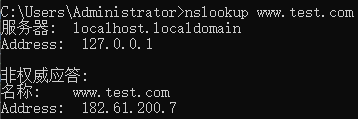 C:\Users\Administrator>nslookup www.test.com
服务器:  localhost.localdomain
Address:  127.0.0.1

非权威应答:
名称:    www.test.com
Address:  182.61.200.7